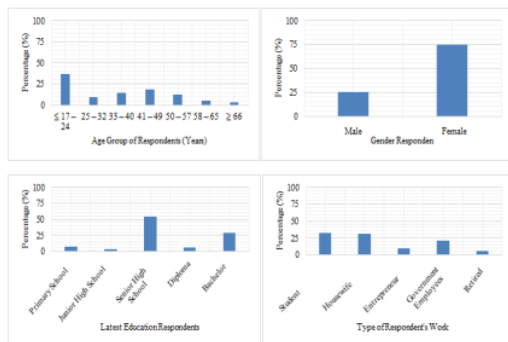 Percentage (%)
100
75
50
25
0
≤ 17 – 24
25 – 32
33 – 40
41 – 49
50 – 57
58 – 65
≥ 66
Age Group of Respondents (Years)
Percentage (%)
100
75
50
25
0
Male
Female
Gender Responden
Percentage (%)
100
75
50
25
0
Primary School
Junior High School
Senior High
School
Diploma
Bachelor
Latest Education Respondents
Percentage (%)
100
75
50
25
0
Student
Housewife
Entrepreneur
Government
Employees
Retired
Type of Respondent's Work